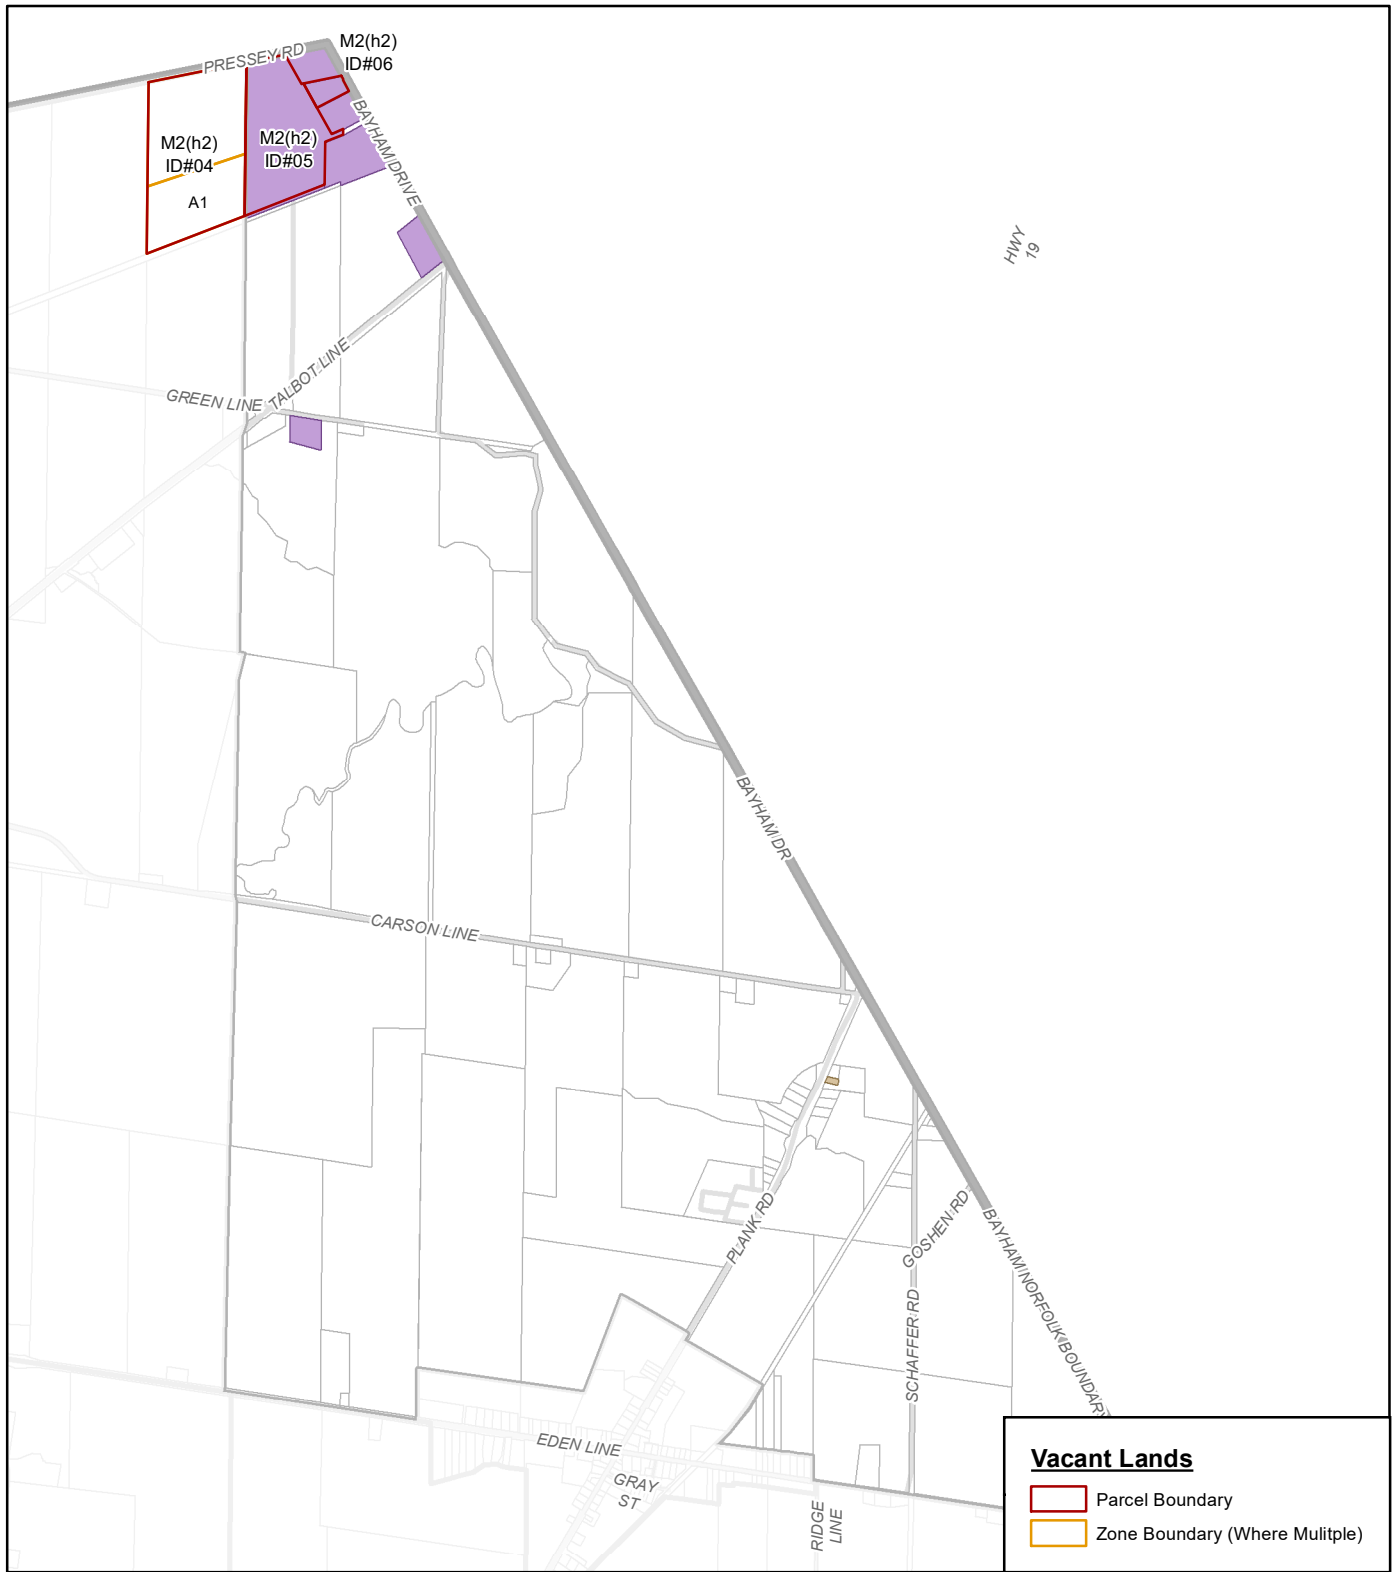 PRESSEY RD
M2(h2)
ID#06
BAYHAM DRIVE
M2(h2)
ID#04
M2(h2)
ID#05
A1
HWY
19
TALBOT LINE
GREEN LINE
BAYHAM DR
CARSON LINE
PLANK RD
GOSHEN RD
SCHAFFER RD
BAYHAM NORFOLK BOUNDARY
EDEN LINE
GRAY
ST
RIDGE
LINE
Vacant Lands
Parcel Boundary
Zone Boundary (Where Mulitple)